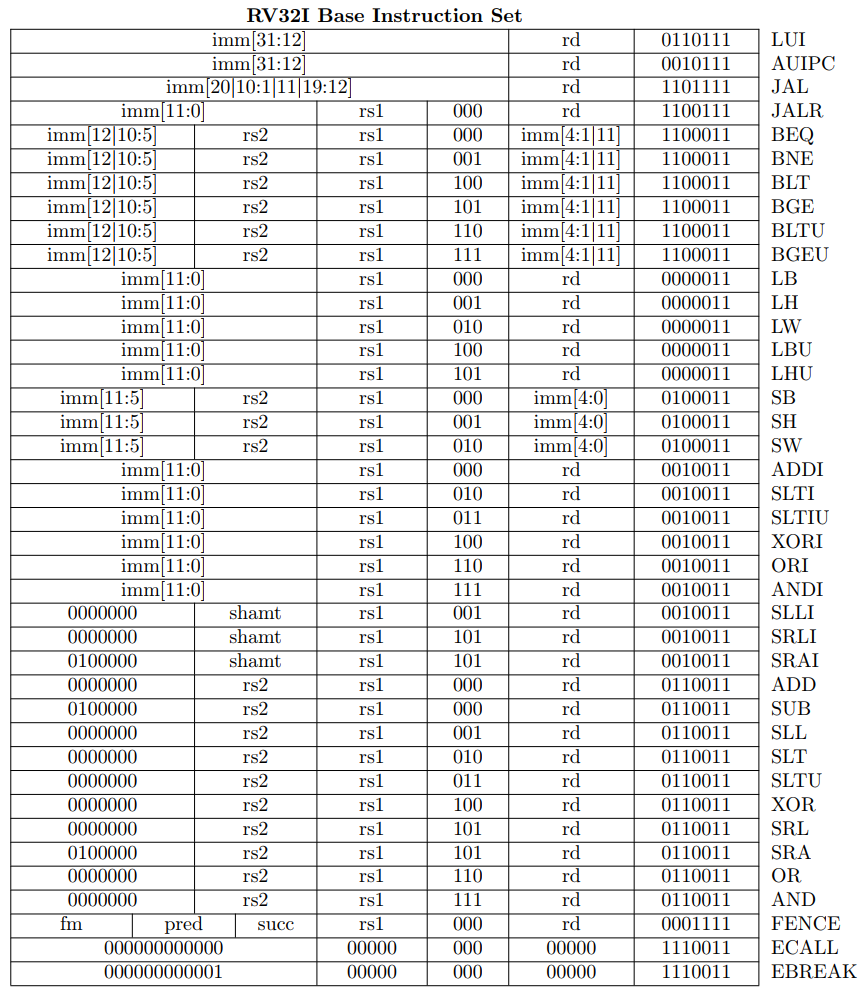 RV32I Base Instruction Set
imm[31:12] rd 0110111 LUI
imm[31:12] rd 0010111 AUIPC
imm[20|10:1|11|19:12] rd 1101111 JAL
imm[11:0] rs1 000 rd 1100111 JALR
imm[12|10:5] rs2 rs1 000 imm[4:1|11] 1100011 BEQ
imm[12|10:5] rs2 rs1 001 imm[4:1|11] 1100011 BNE
imm[12|10:5] rs2 rs1 100 imm[4:1|11] 1100011 BLT
imm[12|10:5] rs2 rs1 101 imm[4:1|11] 1100011 BGE
imm[12|10:5] rs2 rs1 110 imm[4:1|11] 1100011 BLTU
imm[12|10:5] rs2 rs1 111 imm[4:1|11] 1100011 BGEU
imm[11:0] rs1 000 rd 0000011 LB
imm[11:0] rs1 001 rd 0000011 LH
imm[11:0] rs1 010 rd 0000011 LW
imm[11:0] rs1 100 rd 0000011 LBU
imm[11:0] rs1 101 rd 0000011 LHU
imm[11:5] rs2 rs1 000 imm[4:0] 0100011 SB
imm[11:5] rs2 rs1 001 imm[4:0] 0100011 SH
imm[11:5] rs2 rs1 010 imm[4:0] 0100011 SW
imm[11:0] rs1 000 rd 0010011 ADDI
imm[11:0] rs1 010 rd 0010011 SLTI
imm[11:0] rs1 011 rd 0010011 SLTIU
imm[11:0] rs1 100 rd 0010011 XORI
imm[11:0] rs1 110 rd 0010011 ORI
imm[11:0] rs1 111 rd 0010011 ANDI
0000000 shamt rs1 001 rd 0010011 SLLI
0000000 shamt rs1 101 rd 0010011 SRLI
0100000 shamt rs1 101 rd 0010011 SRAI
0000000 rs2 rs1 000 rd 0110011 ADD
0100000 rs2 rs1 000 rd 0110011 SUB
0000000 rs2 rs1 001 rd 0110011 SLL
0000000 rs2 rs1 010 rd 0110011 SLT
0000000 rs2 rs1 011 rd 0110011 SLTU
0000000 rs2 rs1 100 rd 0110011 XOR
0000000 rs2 rs1 101 rd 0110011 SRL
0100000 rs2 rs1 101 rd 0110011 SRA
0000000 rs2 rs1 110 rd 0110011 OR
0000000 rs2 rs1 111 rd 0110011 AND
fm pred succ rs1 000 rd 0001111 FENCE
000000000000 00000 000 00000 1110011 ECALL
000000000001 00000 000 00000 1110011 EBREAK